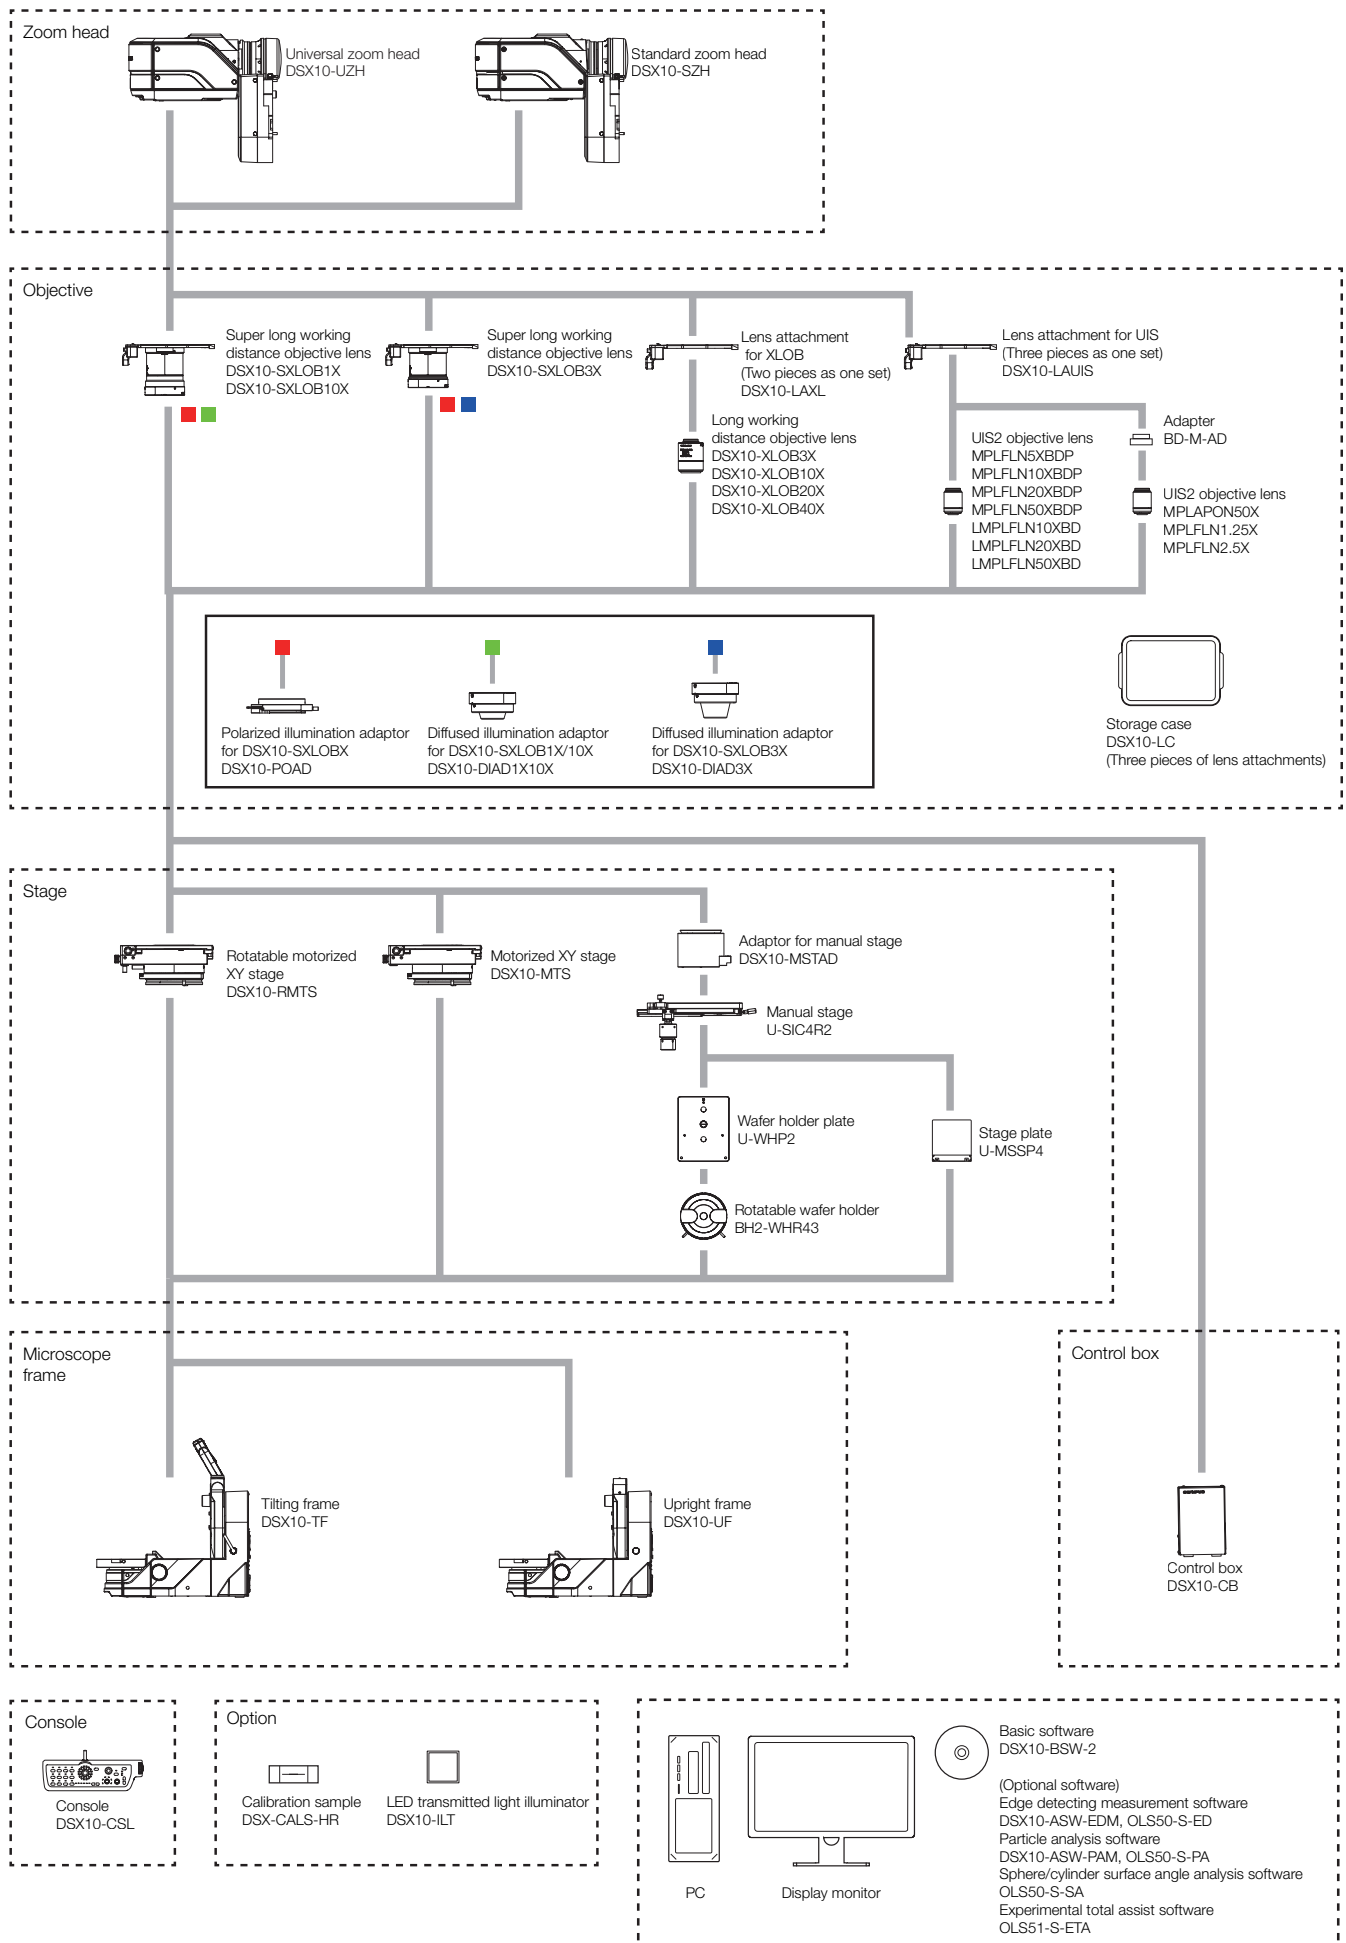 Zoom head
Universal zoom head
DSX10-UZH
Standard zoom head
DSX10-SZH
Objective
Super long working
distance objective lens
DSX10-SXLOB1X
DSX10-SXLOB10X
Super long working
distance objective lens
DSX10-SXLOB3X
Lens attachment
for XLOB
(Two pieces as one set)
DSX10-LAXL
Long working
distance objective lens
DSX10-XLOB3X
DSX10-XLOB10X
DSX10-XLOB20X
DSX10-XLOB40X
Lens attachment for UIS
(Three pieces as one set)
DSX10-LAUIS
UIS2 objective lens
MPLFLN5XBDP
MPLFLN10XBDP
MPLFLN20XBDP
MPLFLN50XBDP
LMPLFLN10XBD
LMPLFLN20XBD
LMPLFLN50XBD
Adapter
BD-M-AD
UIS2 objective lens
MPLAPON50X
MPLFLN1.25X
MPLFLN2.5X
Polarized illumination adaptor
for DSX10-SXLOBX
DSX10-POAD
Diffused illumination adaptor
for DSX10-SXLOB1X/10X
DSX10-DIAD1X10X
Diffused illumination adaptor
for DSX10-SXLOB3X
DSX10-DIAD3X
Storage case
DSX10-LC
(Three pieces of lens attachments)
Stage
Rotatable motorized
XY stage
DSX10-RMTS
Motorized XY stage
DSX10-MTS
Adaptor for manual stage
DSX10-MSTAD
Manual stage
U-SIC4R2
Wafer holder plate
U-WHP2
Stage plate
U-MSSP4
Rotatable wafer holder
BH2-WHR43
Microscope
frame
Tilting frame
DSX10-TF
Upright frame
DSX10-UF
Control box
OLYMPUS
Control box
DSX10-CB
Console
Console
DSX10-CSL
Option
Calibration sample
DSX-CALS-HR
LED transmitted light illuminator
DSX10-ILT
PC
Display monitor
Basic software
DSX10-BSW-2
(Optional software)
Edge detecting measurement software
DSX10-ASW-EDM, OLS50-S-ED
Particle analysis software
DSX10-ASW-PAM, OLS50-S-PA
Sphere/cylinder surface angle analysis software
OLS50-S-SA
Experimental total assist software
OLS51-S-ETA